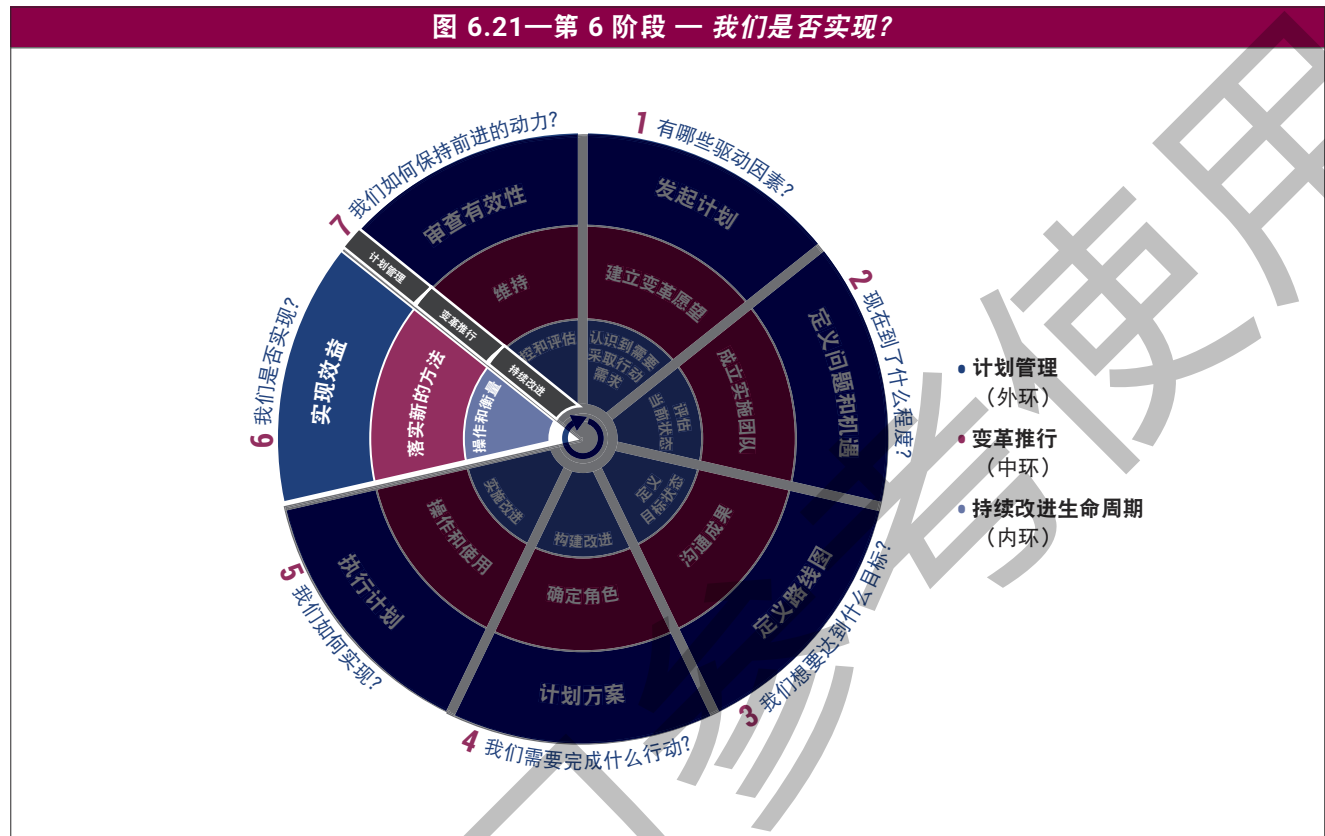 图 6.21—第 6 阶段 — 我们是否实现？
1 有哪些驱动因素？
2 现在到了什么程度？
3 我们想要达到什么目标？
4 我们需要完成什么行动？
5 我们如何实现？
6 我们是否实现？
7 我们如何保持前进的动力？
发起计划
定义问题和机遇
定义路线图
计划方案
执行计划
实现效益
审查有效性
建立变革愿望
成立实施团队
沟通成果
确定角色
操作和使用
落实新的方法
维持
认识到需要
采取行动
需求
评估
当前状态
定义
目标状态
构建改进
实施改进
操作和衡量
控和评估
计划管理
变革推行
持续改进
• 计划管理
（外环）
• 变革推行
（中环）
• 持续改进生命周期
（内环）
参考使用